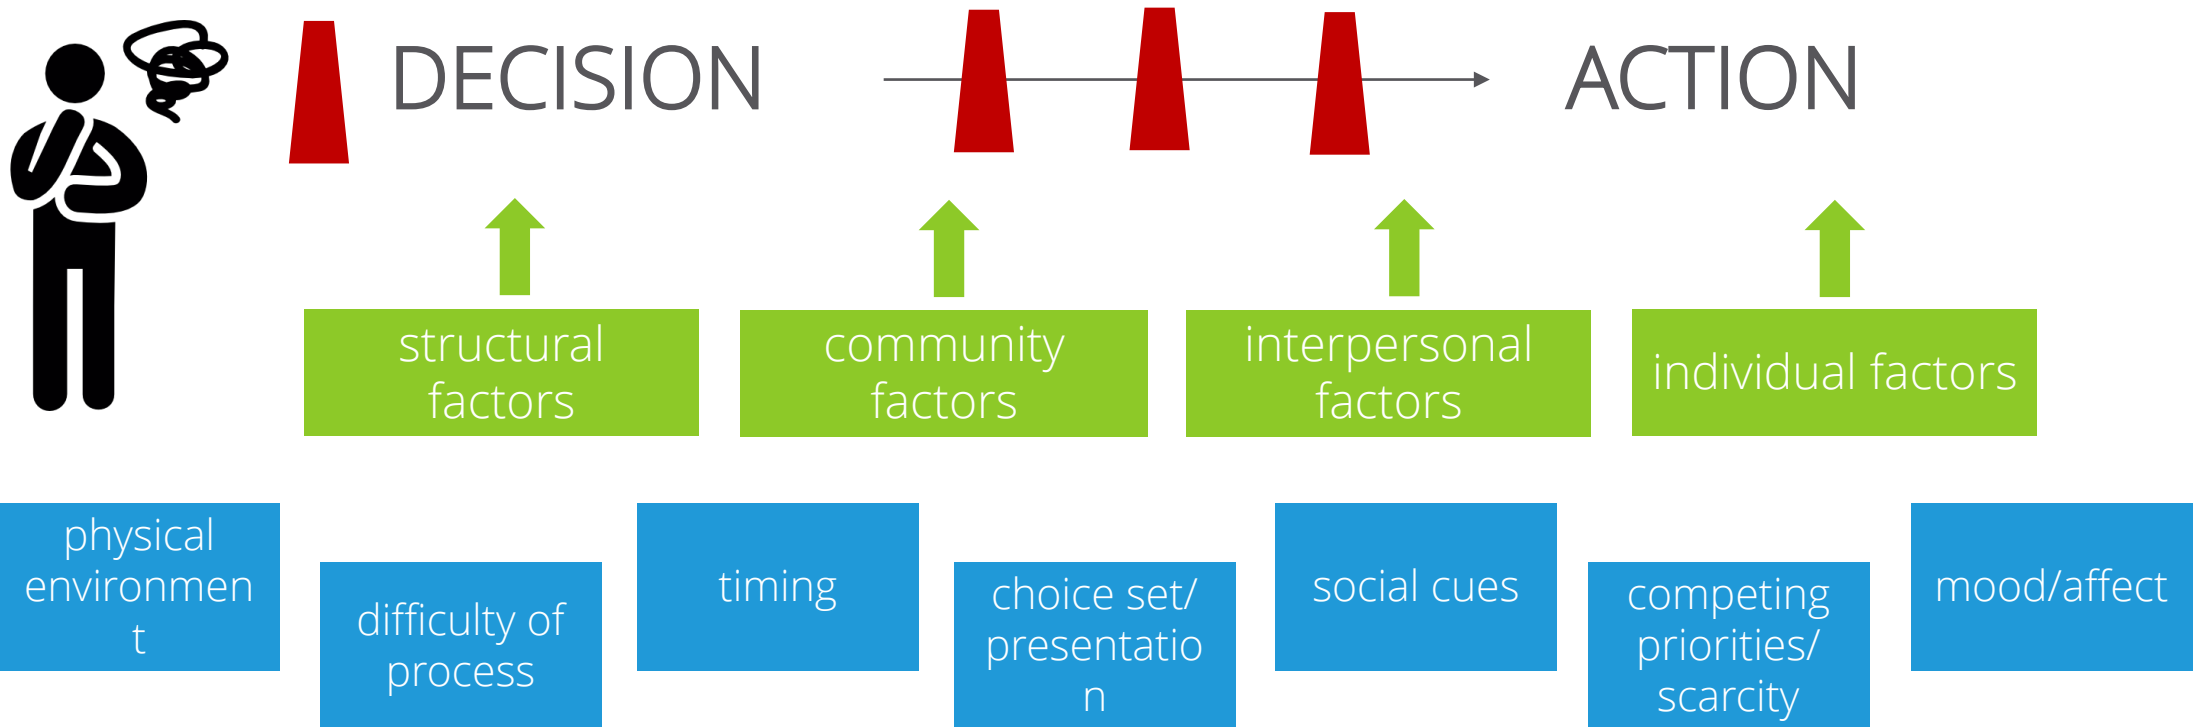 DECISION
ACTION
structural
factors
community
factors
interpersonal
factors
individual factors
physical
environmen
t
difficulty of
process
timing
choice set/
presentatio
n
social cues
competing
priorities/
scarcity
mood/affect